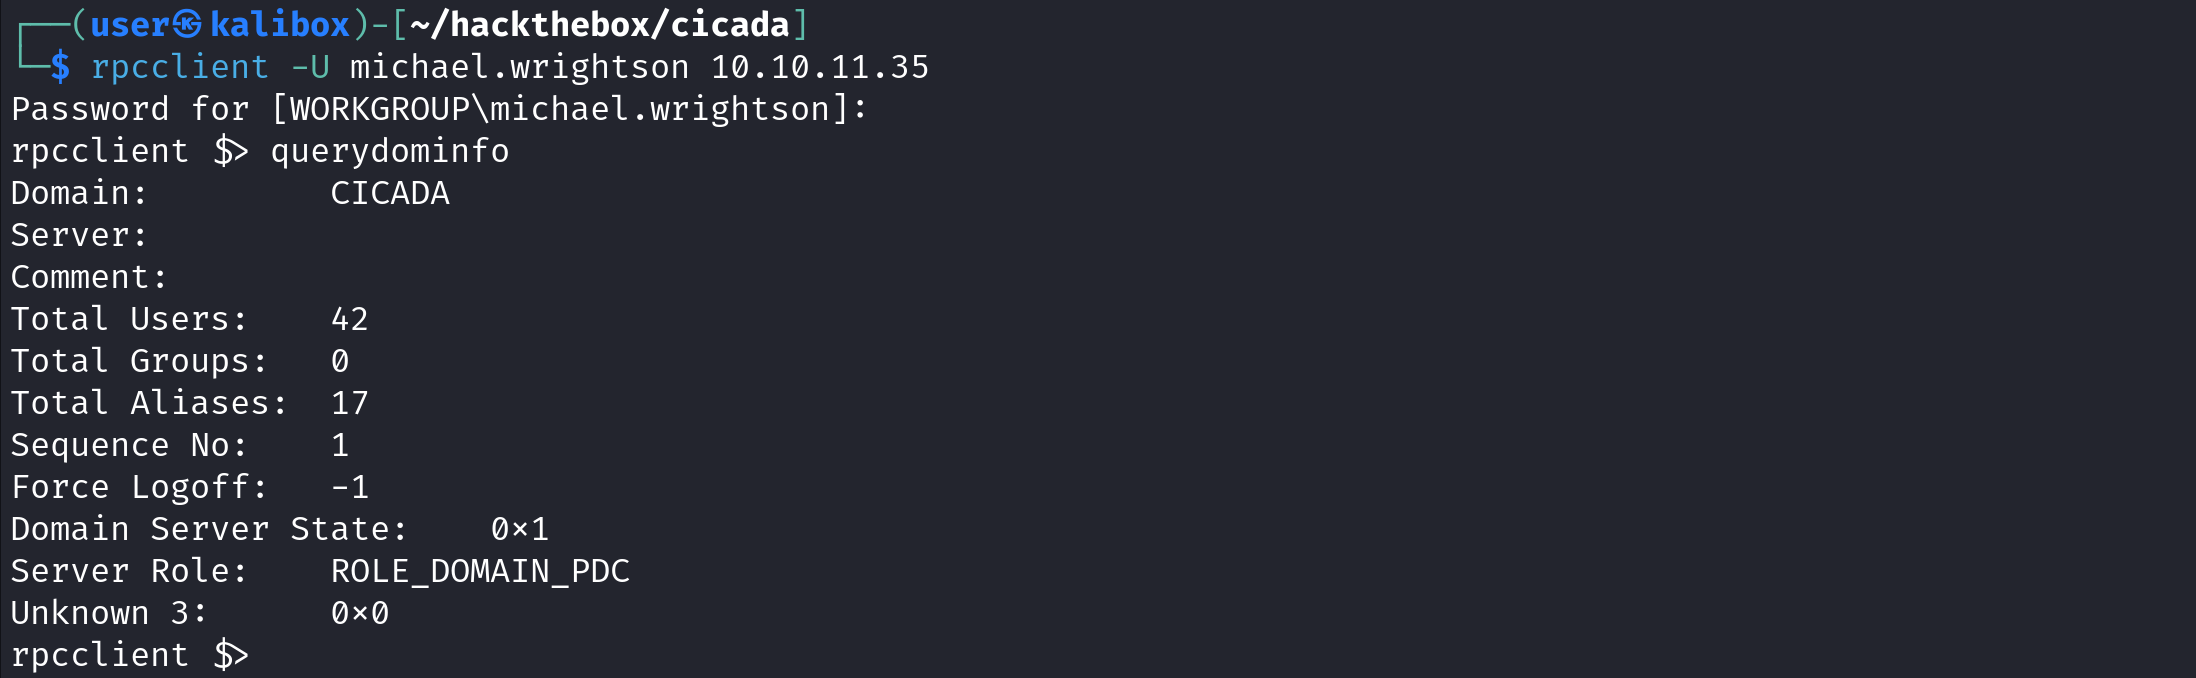 ┌──(user㉿kalibox)-[~/hackthebox/cicada]
└─$ rpcclient -U michael.wrightson 10.10.11.35
Password for [WORKGROUP\michael.wrightson]:
rpcclient $> querydominfo
Domain:         CICADA
Server:
Comment:
Total Users:    42
Total Groups:   0
Total Aliases:  17
Sequence No:    1
Force Logoff:   -1
Domain Server State:    0x1
Server Role:    ROLE_DOMAIN_PDC
Unknown 3:      0x0
rpcclient $>